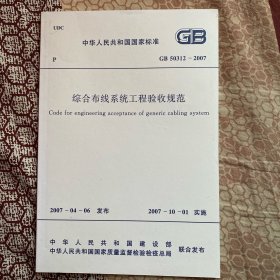 UDC
中华人民共和国国家标准
GB
P
GB 50312-2007
综合布线系统工程验收规范
Code for engineering acceptance of generic cabling system
2007-04-06 发布
2007-10-01 实施
中华人民共和国建设部
中华人民共和国国家质量监督检验检疫总局
联合发布